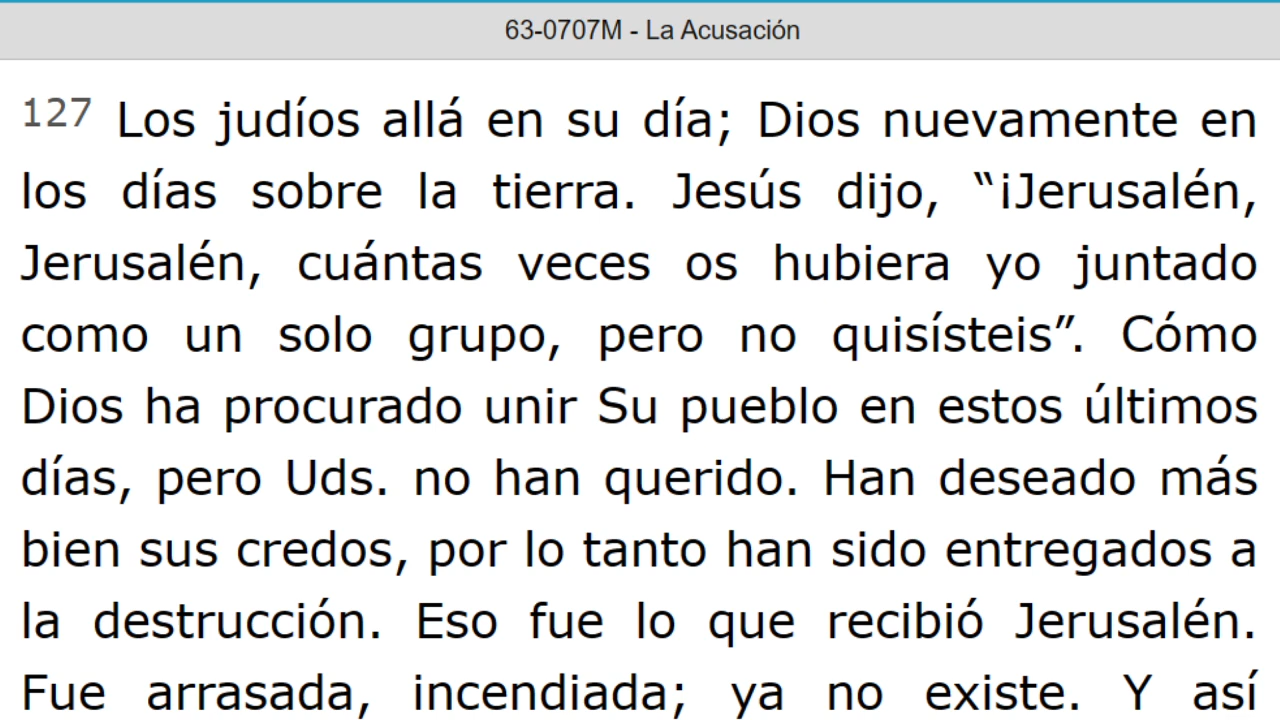 63-0707M - La Acusación
127 Los judíos allá en su día; Dios nuevamente en
los días sobre la tierra. Jesús dijo, “¡Jerusalén,
Jerusalén, cuántas veces os hubiera yo juntado
como un solo grupo, pero no quisísteis”. Cómo
Dios ha procurado unir Su pueblo en estos últimos
días, pero Uds. no han querido. Han deseado más
bien sus credos, por lo tanto han sido entregados a
la destrucción. Eso fue lo que recibió Jerusalén.
Fue arrasada, incendiada; ya no existe. Y así